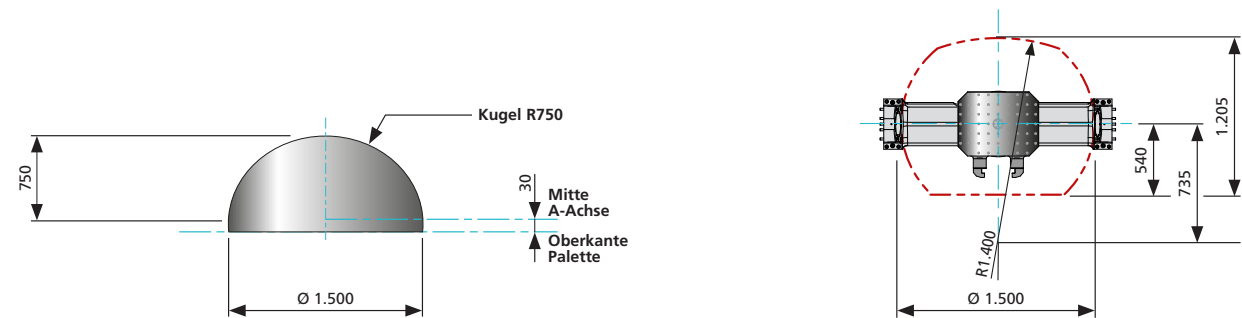 Kugel R750
750
30
Mitte
A-Achse
Oberkante
Palette
Ø 1.500
1.205
540
735
R1.400
Ø 1.500